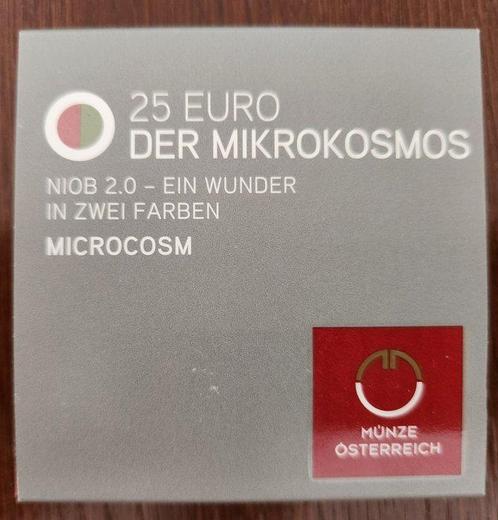 25 EURO
DER MIKROKOSMOS
NIOB 2.0 – EIN WUNDER
IN ZWEI FARBEN
MICROCOSM
MÜNZE
ÖSTERREICH